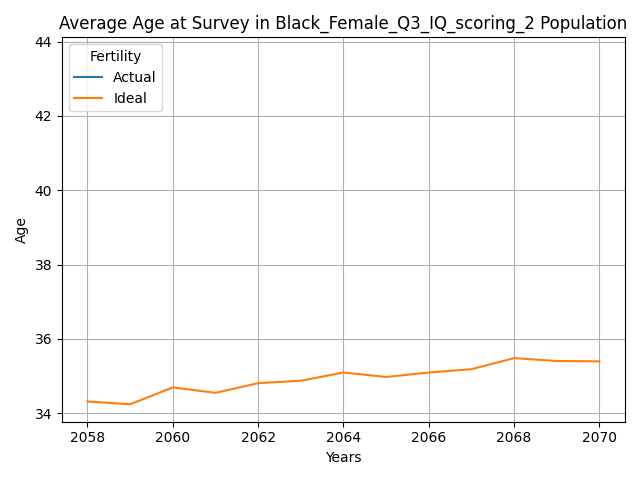 Average Age at Survey in Black_Female_Q3_IQ_scoring_2 Population
Fertility
Actual
Ideal
44
42
40
38
36
34
Age
2058 2060 2062 2064 2066 2068 2070
Years